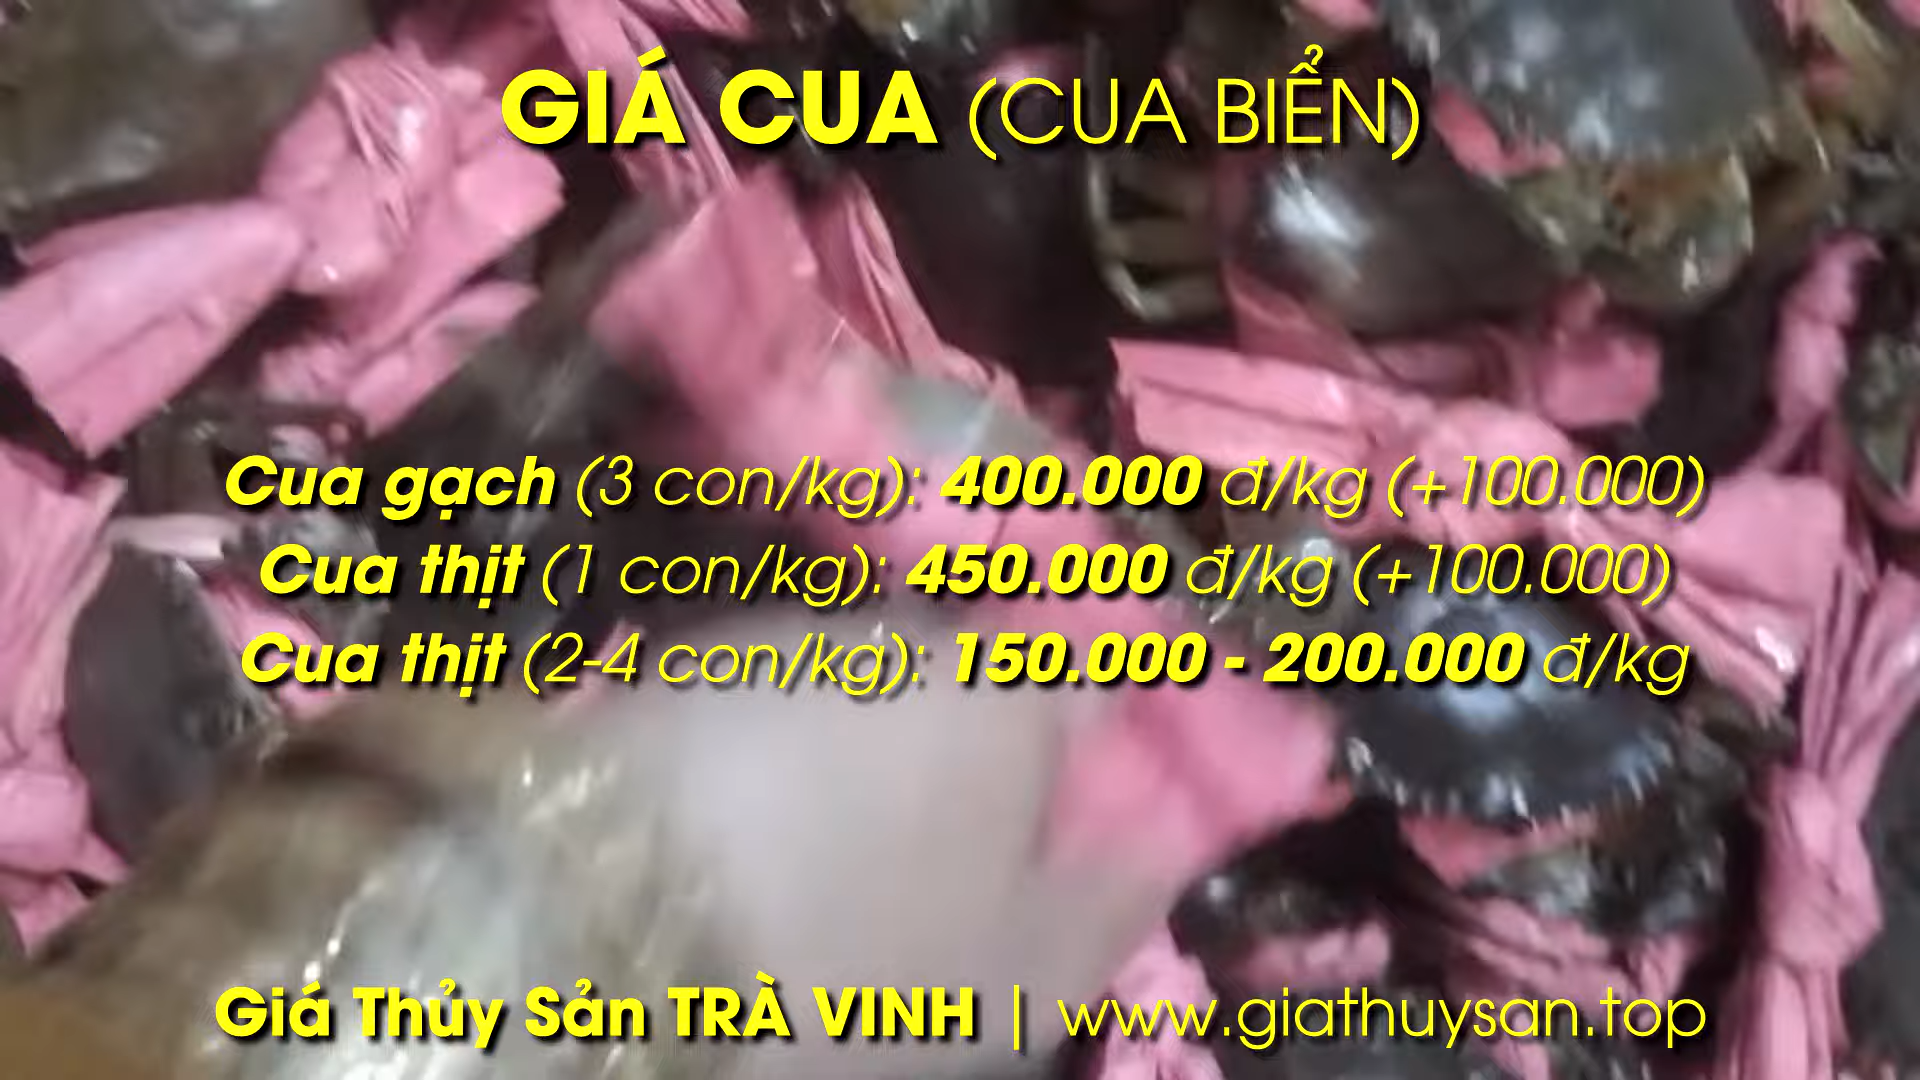 GIÁ CUA (CUA BIỂN)
Cua gạch (3 con/kg): 400.000 đ/kg (+100.000)
Cua thịt (1 con/kg): 450.000 đ/kg (+100.000)
Cua thịt (2-4 con/kg): 150.000 - 200.000 đ/kg
Giá Thủy Sản TRÀ VINH | www.giathuysan.top